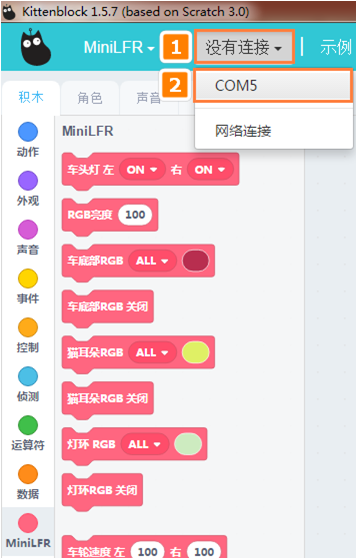 Kittenblock 1.5.7 (based on Scratch 3.0)
MiniLFR 1 没有连接 示例
2 COM5
网络连接
积木 角色 声音
MiniLFR
动作
外观
声音
事件
控制
侦测
运算符
数据
MiniLFR
车头灯 左 ON 右 ON
RGB亮度 100
车底部RGB ALL
车底部RGB 关闭
猫耳朵RGB ALL
猫耳朵RGB 关闭
灯环 RGB ALL
灯环RGB 关闭
车轮速度 左 100 右 100